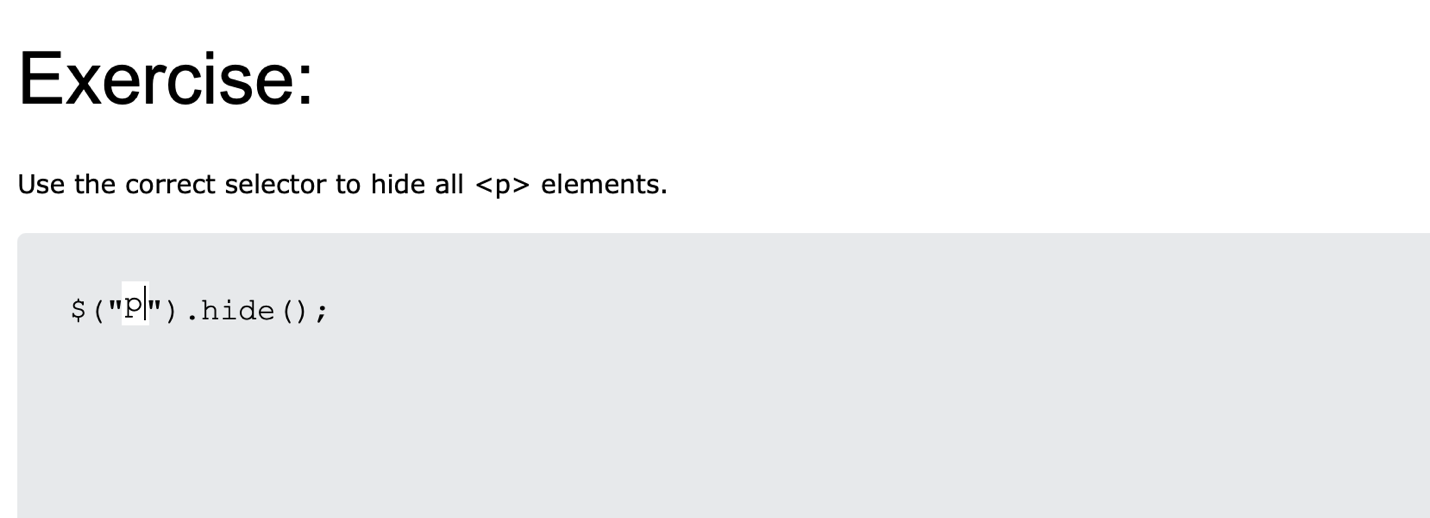 Exercise:
Use the correct selector to hide all <p> elements.
$("p").hide();